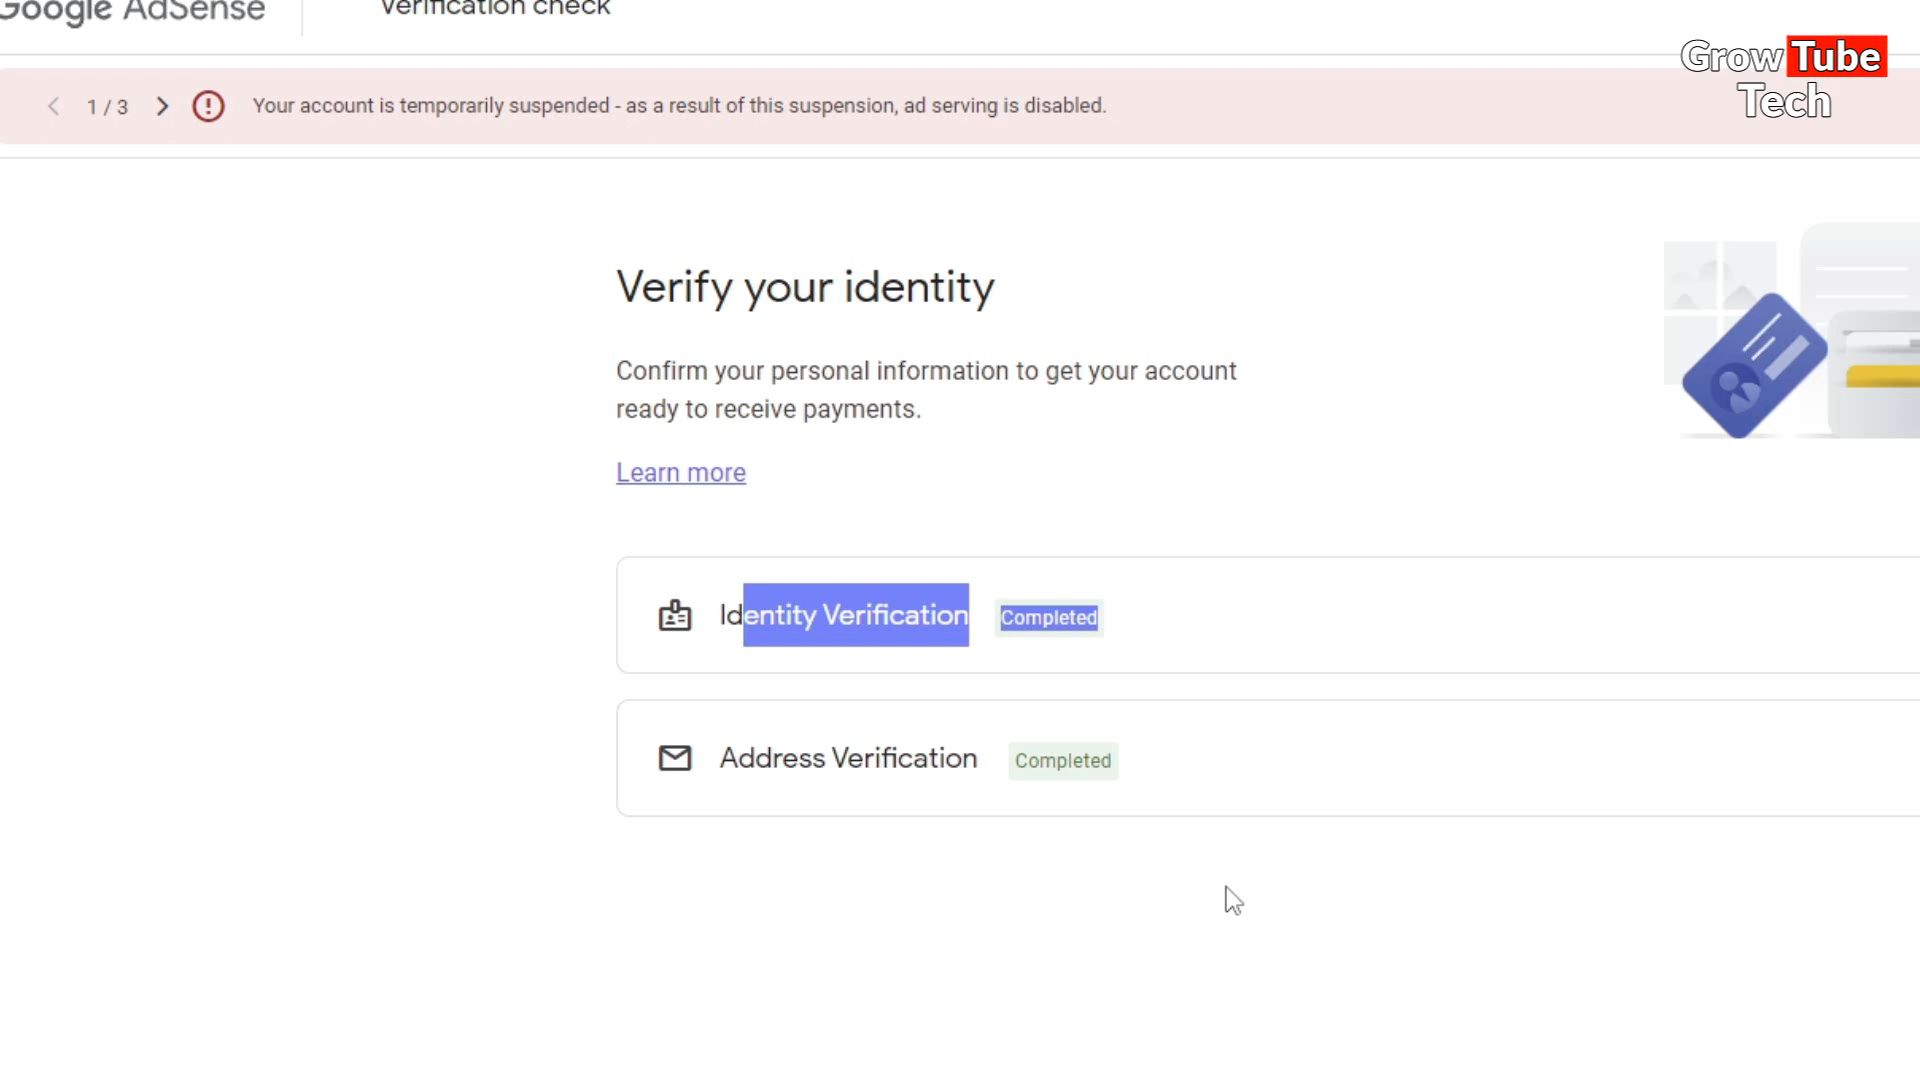 Google AdSense
Verification check
Grow Tube
Tech
1 / 3
Your account is temporarily suspended - as a result of this suspension, ad serving is disabled.
Verify your identity
Confirm your personal information to get your account
ready to receive payments.
Learn more
Identity Verification Completed
Address Verification Completed